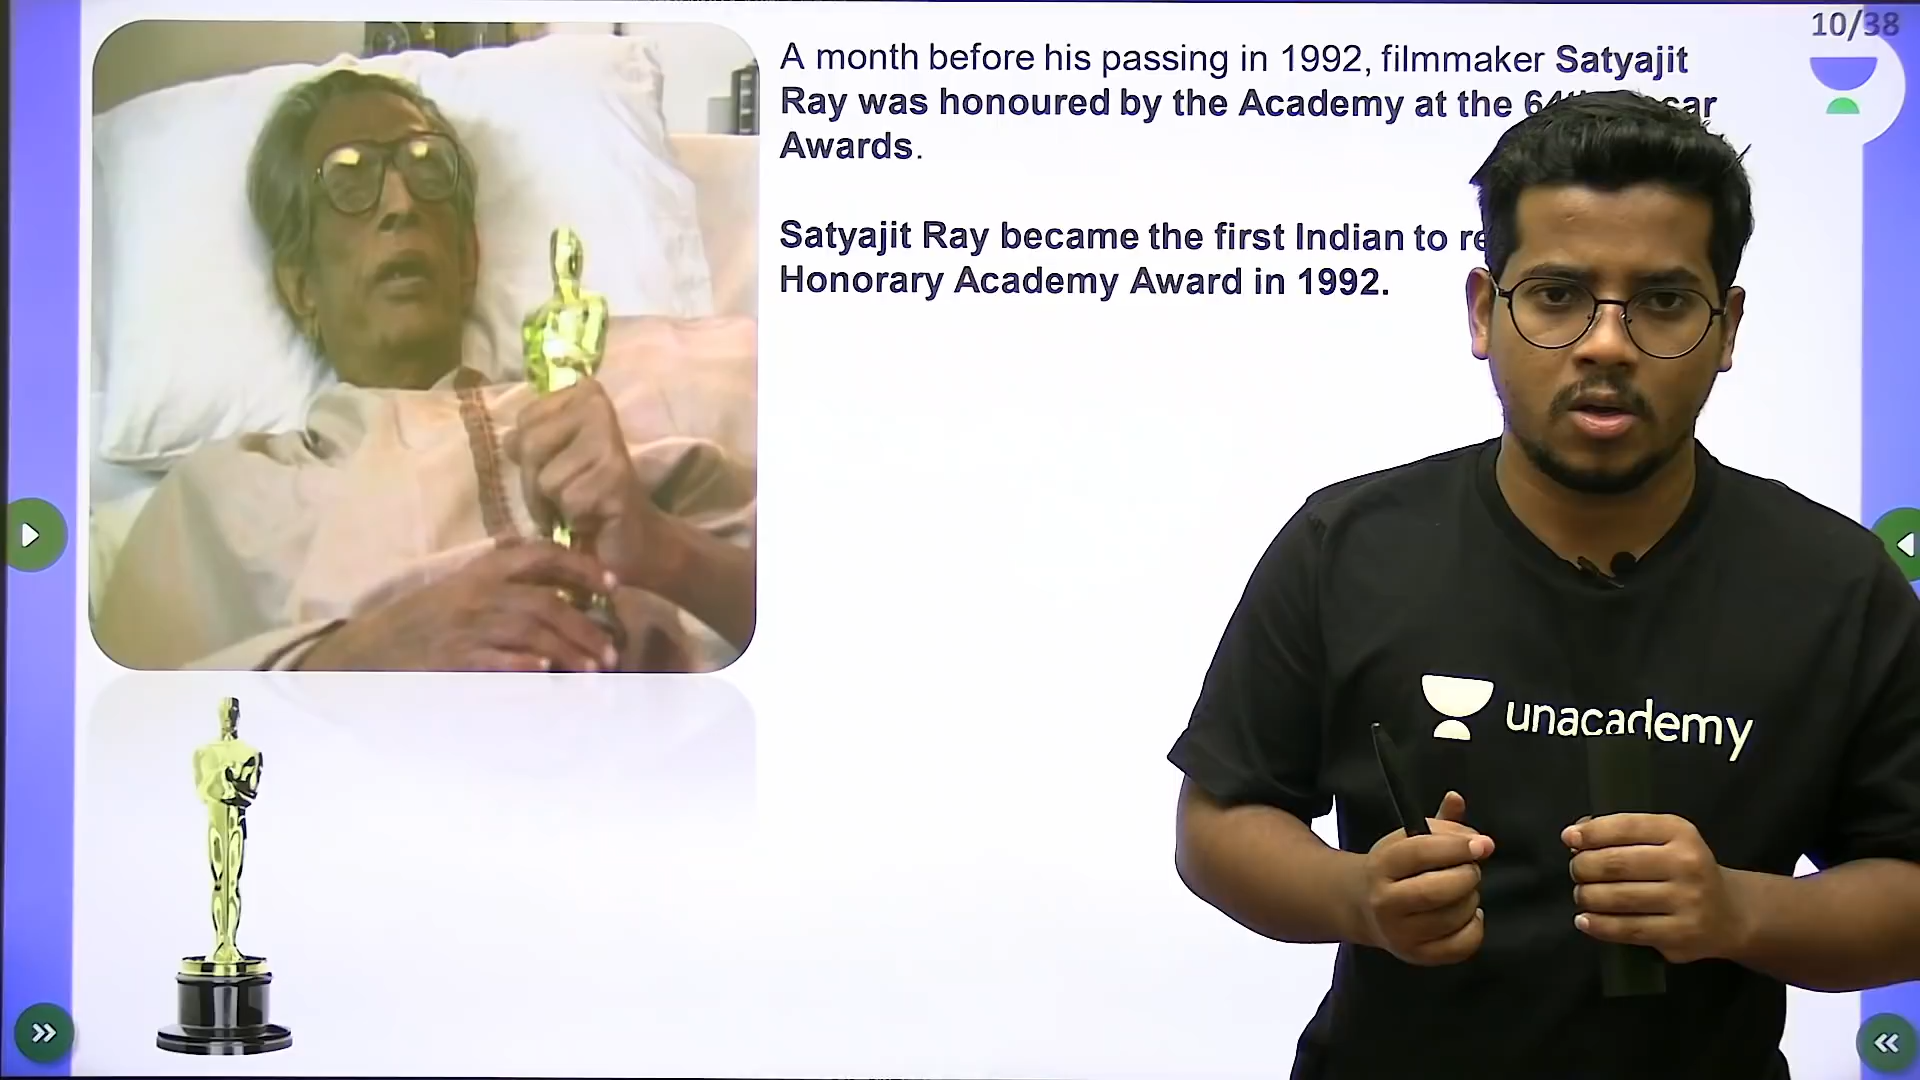 10/38
A month before his passing in 1992, filmmaker Satyajit
Ray was honoured by the Academy at the
Awards.
Satyajit Ray became the first Indian to
Honorary Academy Award in 1992.
unacademy